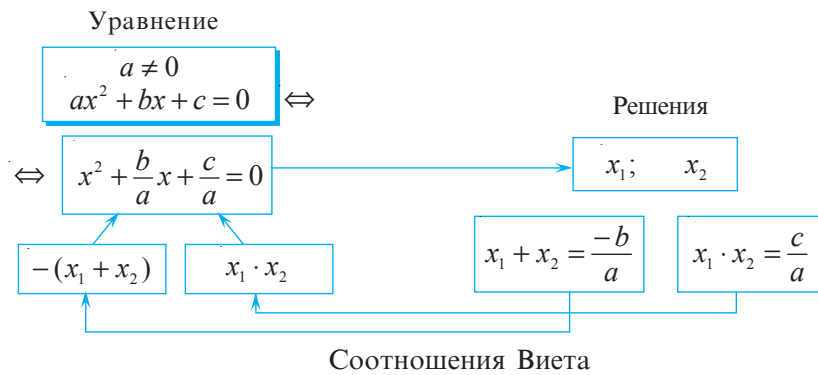 Уравнение
a ≠ 0
ax² + bx + c = 0 ⇔
Решения
⇔ x² + b/a x + c/a = 0
x₁; x₂
−(x₁ + x₂)
x₁ · x₂
x₁ + x₂ = −b/a
x₁ · x₂ = c/a
Соотношения Виета